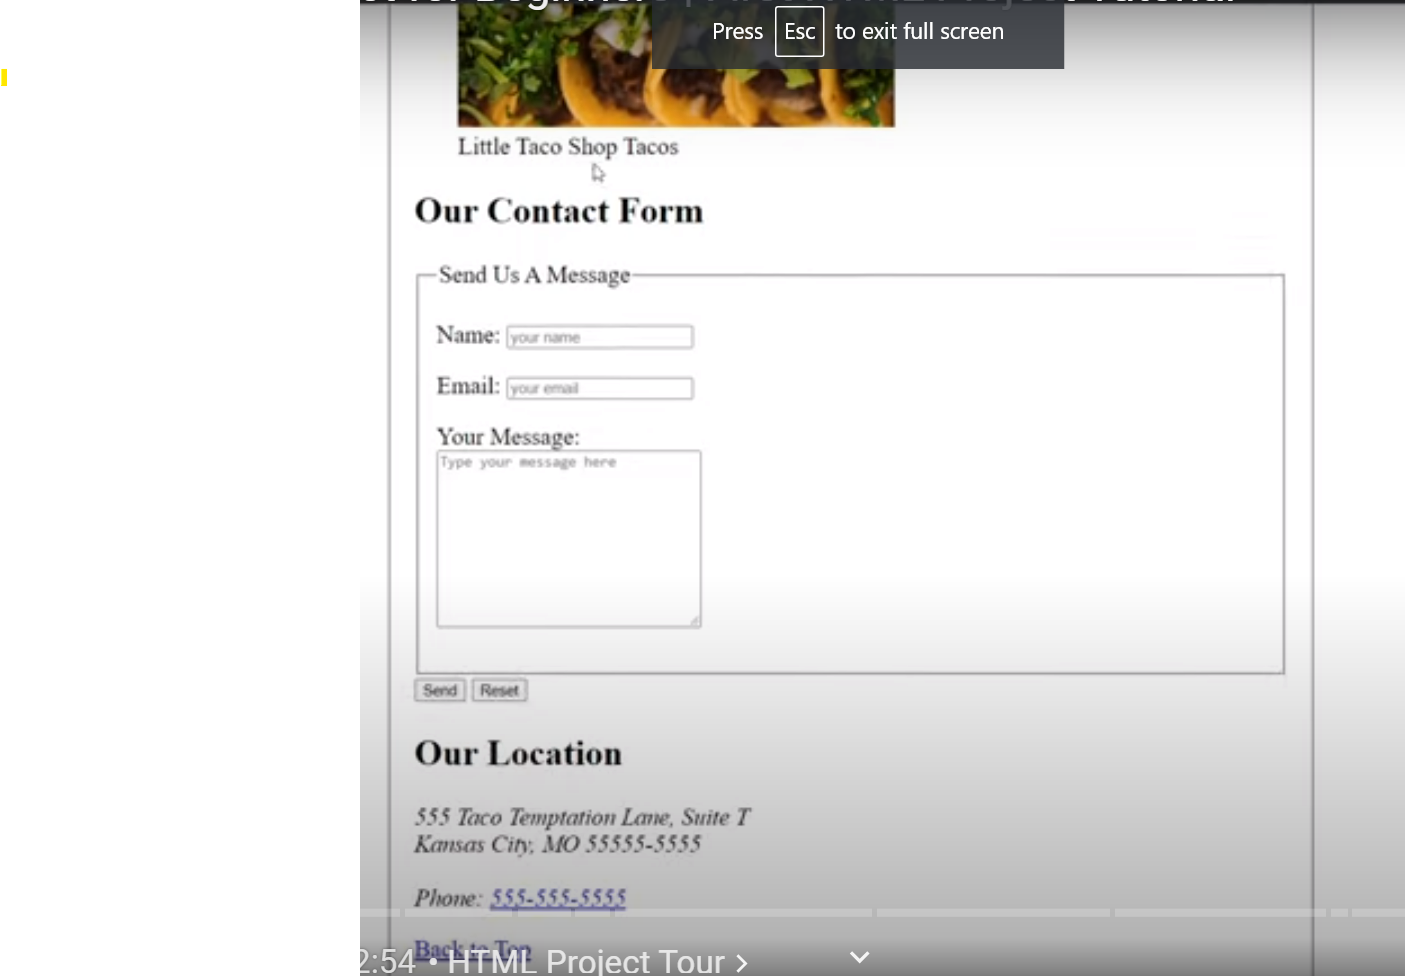 Press Esc to exit full screen
Little Taco Shop Tacos
Our Contact Form
Send Us A Message
Name: your name
Email: your email
Your Message:
Type your message here
Send Reset
Our Location
555 Taco Temptation Lane, Suite T
Kansas City, MO 55555-5555
Phone: 555-555-5555
Back to Top
2:54 • HTML Project Tour >